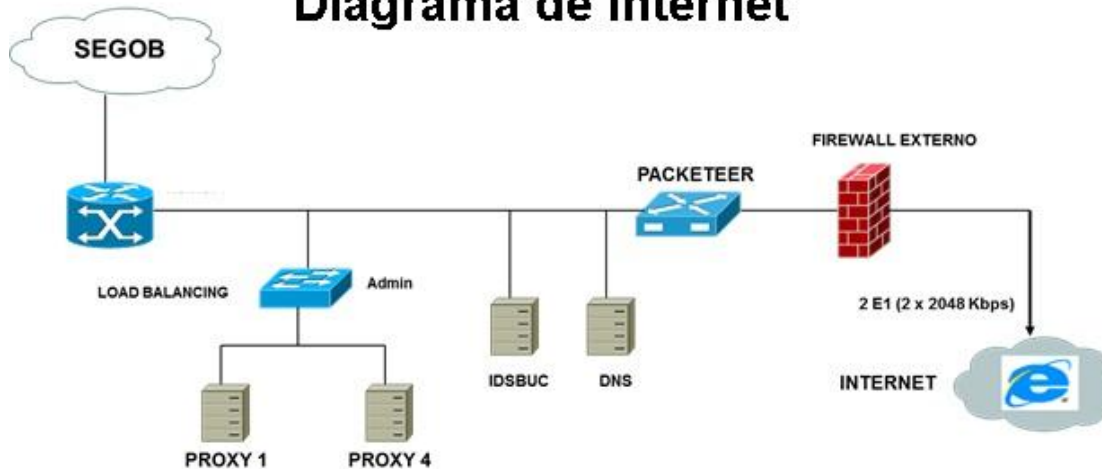 Diagrama de Internet
SEGOB
FIREWALL EXTERNO
PACKETEER
LOAD BALANCING
Admin
2 E1 (2 x 2048 Kbps)
IDSBUC
DNS
INTERNET
PROXY 1
PROXY 4